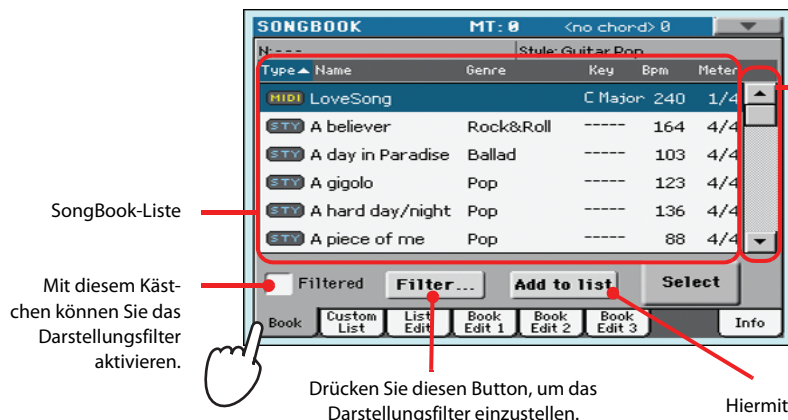 SONGBOOK MT: 0 <no chord> 0
N: --- Style: Guitar Pop
Type Name Genre Key Bpm Meter
MIDI LoveSong C Major 240 1/4
STY A believer Rock&Roll ----- 164 4/4
STY A day in Paradise Ballad ----- 103 4/4
STY A gigolo Pop ----- 123 4/4
STY A hard day/night Pop ----- 136 4/4
STY A piece of me Pop ----- 88 4/4
SongBook-Liste
Filtered Filter... Add to list Select
Mit diesem Käst-
chen können Sie das
Darstellungsfilter
aktivieren.
Book Custom List List Edit Book Edit 1 Book Edit 2 Book Edit 3 Info
Drücken Sie diesen Button, um das
Darstellungsfilter einzustellen.
Hiermit